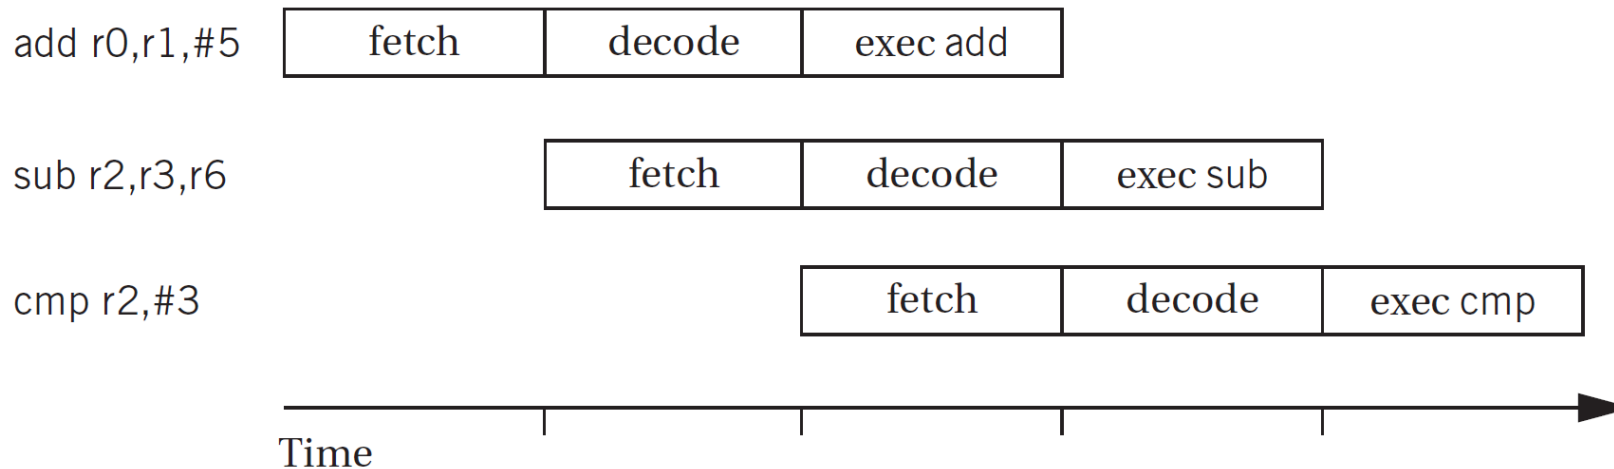 add r0,r1,#5 fetch decode exec add
sub r2,r3,r6 fetch decode exec sub
cmp r2,#3 fetch decode exec cmp
Time